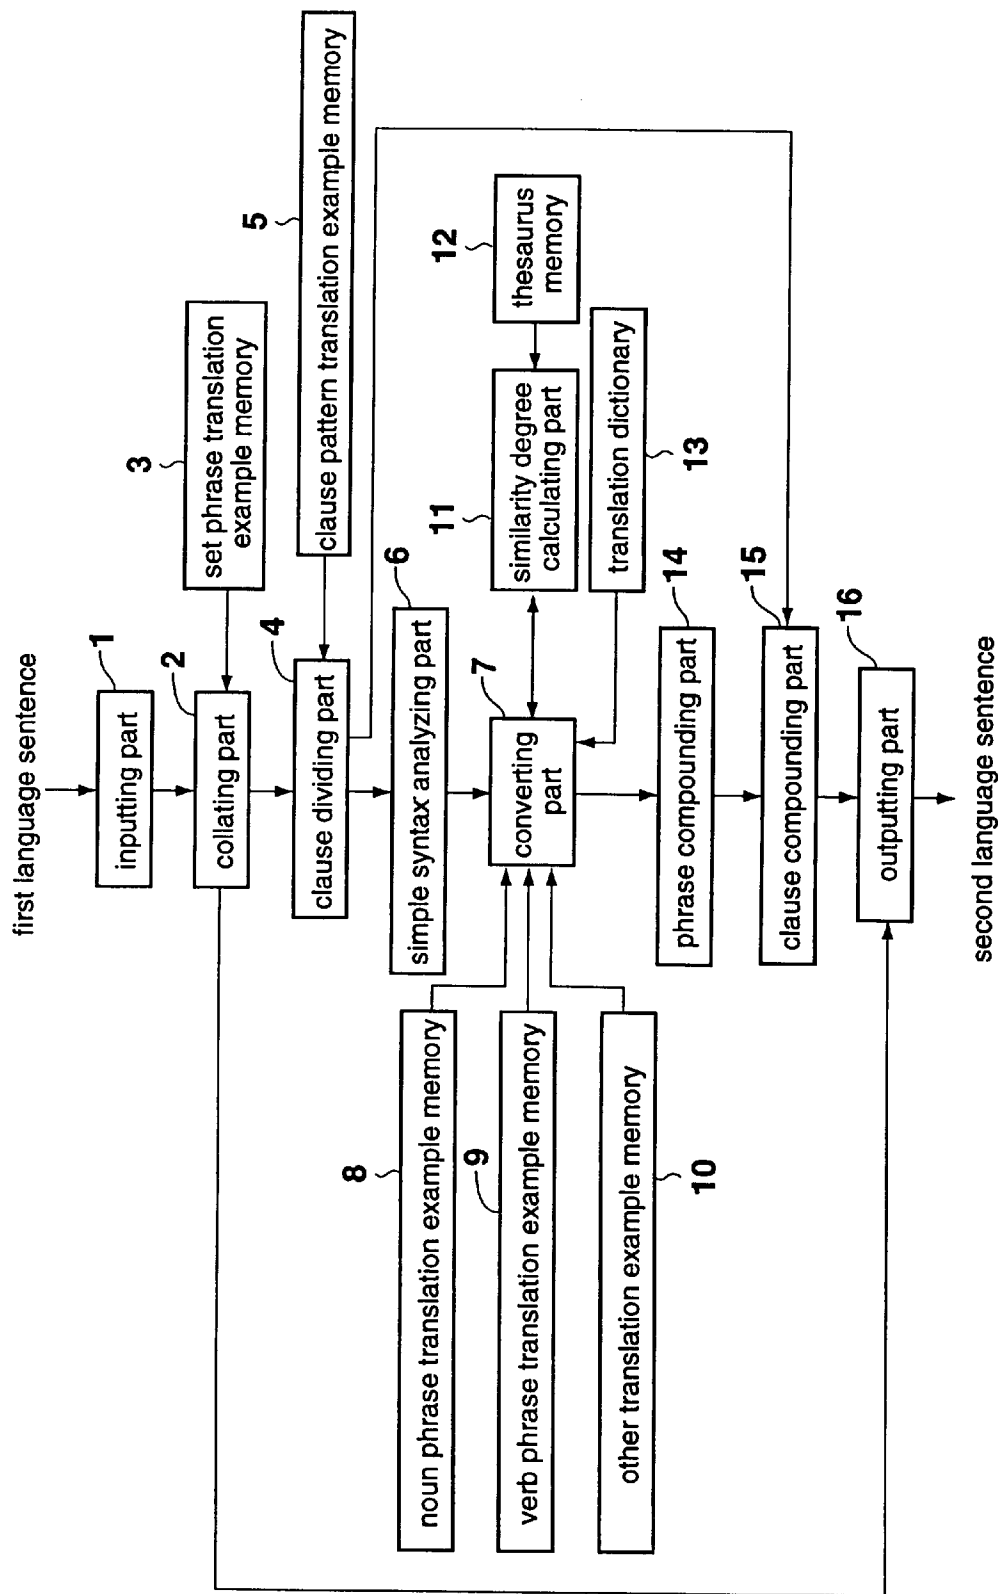 first language sentence
1
inputting part
2
collating part
3
set phrase translation
example memory
4
clause dividing part
5
clause pattern translation example memory
6
simple syntax analyzing part
7
converting
part
8
noun phrase translation example memory
9
verb phrase translation example memory
10
other translation example memory
11
similarity degree
calculating part
12
thesaurus
memory
13
translation dictionary
14
phrase compounding part
15
clause compounding part
16
outputting part
second language sentence